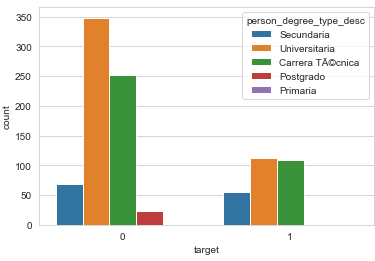 person_degree_type_desc
Secundaria
Universitaria
Carrera TÃ©cnica
Postgrado
Primaria
350
300
250
200
150
100
50
0
count
0 1
target